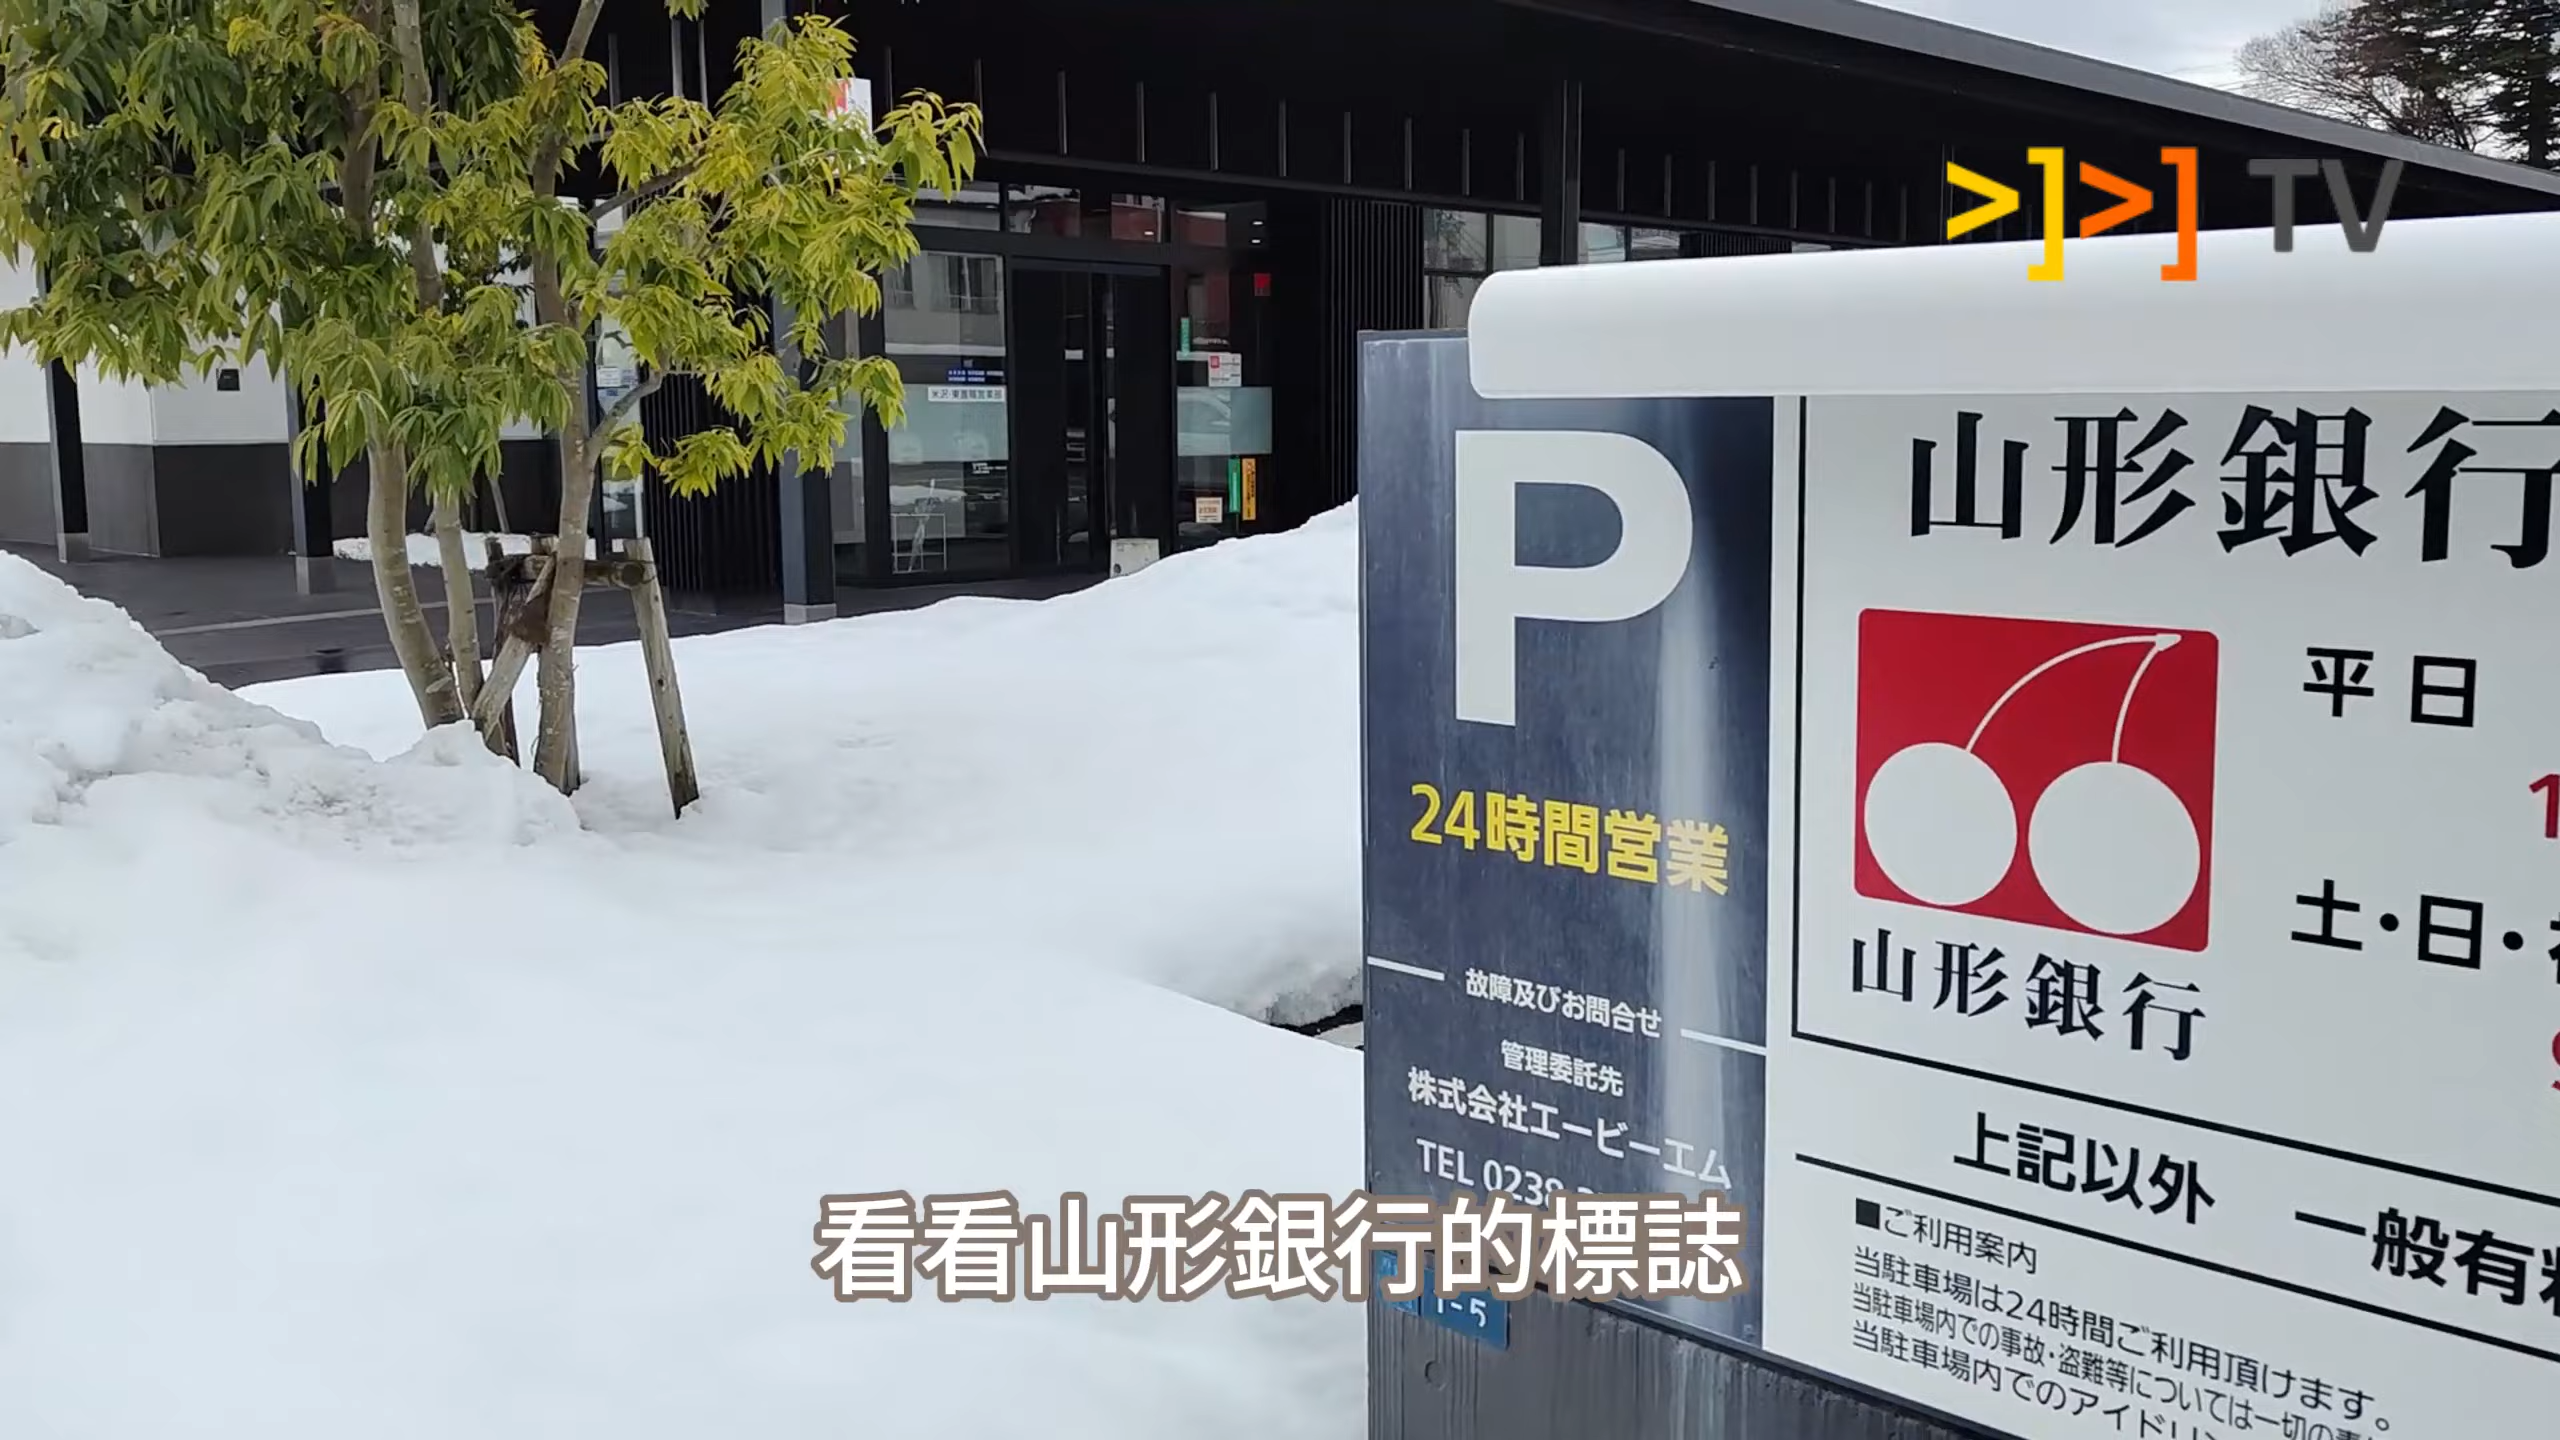 >]>] TV
山形銀行
P
24時間営業
故障及びお問合せ
管理委託先
株式会社エービーエム
TEL 0238
平日
土・日・
山形銀行
上記以外 一般有料
■ご利用案内
当駐車場は24時間ご利用頂けます。
当駐車場内での事故・盗難等については一切の
当駐車場内でのアイドリ
1-5
看看山形銀行的標誌